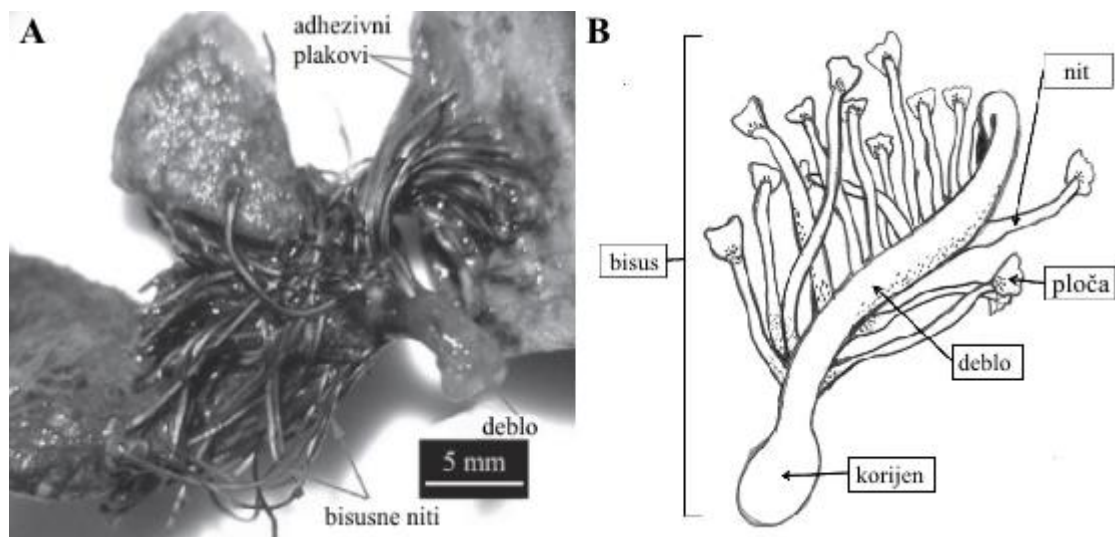 A
adhezivni
plakovi
deblo
5 mm
bisusne niti
B
nit
bisus
ploča
deblo
korijen